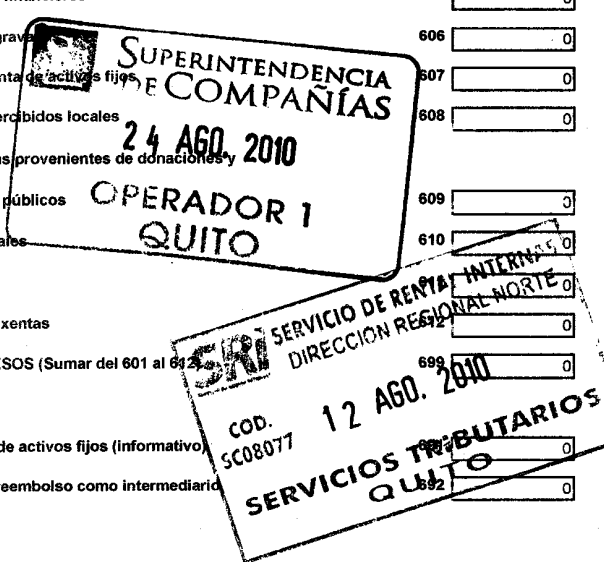 606 0
607 0
nta de activos fijos
608 0
ercibidos locales
s provenientes de donaciones y
públicos
609 0
610 0
ales
0
xentas
612 0
ESOS (Sumar del 601 al 612)
699 0
de activos fijos (informativo)
0
eembolso como intermediario
692 0
SUPERINTENDENCIA
DE COMPAÑÍAS
24 AGO. 2010
OPERADOR 1
QUITO
SRI SERVICIO DE RENTAS INTERNAS
DIRECCION REGIONAL NORTE
12 AGO. 2010
COD.
SC08077
SERVICIOS TRIBUTARIOS
QUITO